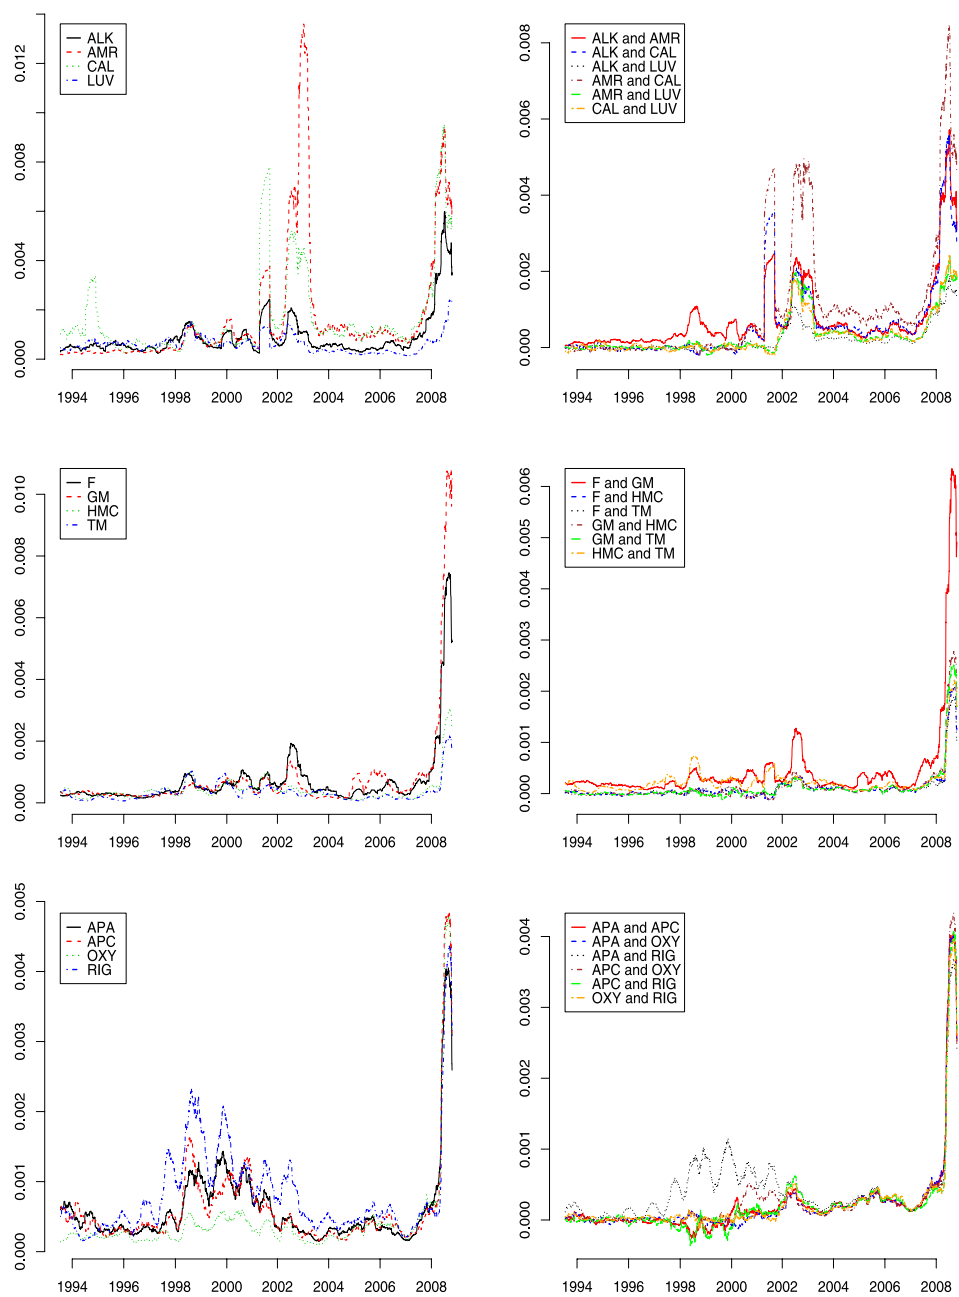 0.000 0.004 0.008 0.012
ALK
AMR
CAL
LUV
1994 1996 1998 2000 2002 2004 2006 2008
0.000 0.002 0.004 0.006 0.008
ALK and AMR
ALK and CAL
ALK and LUV
AMR and CAL
AMR and LUV
CAL and LUV
1994 1996 1998 2000 2002 2004 2006 2008
0.000 0.002 0.004 0.006 0.008 0.010
F
GM
HMC
TM
1994 1996 1998 2000 2002 2004 2006 2008
0.000 0.001 0.002 0.003 0.004 0.005 0.006
F and GM
F and HMC
F and TM
GM and HMC
GM and TM
HMC and TM
1994 1996 1998 2000 2002 2004 2006 2008
0.000 0.001 0.002 0.003 0.004 0.005
APA
APC
OXY
RIG
1994 1996 1998 2000 2002 2004 2006 2008
0.000 0.001 0.002 0.003 0.004
APA and APC
APA and OXY
APA and RIG
APC and OXY
APC and RIG
OXY and RIG
1994 1996 1998 2000 2002 2004 2006 2008